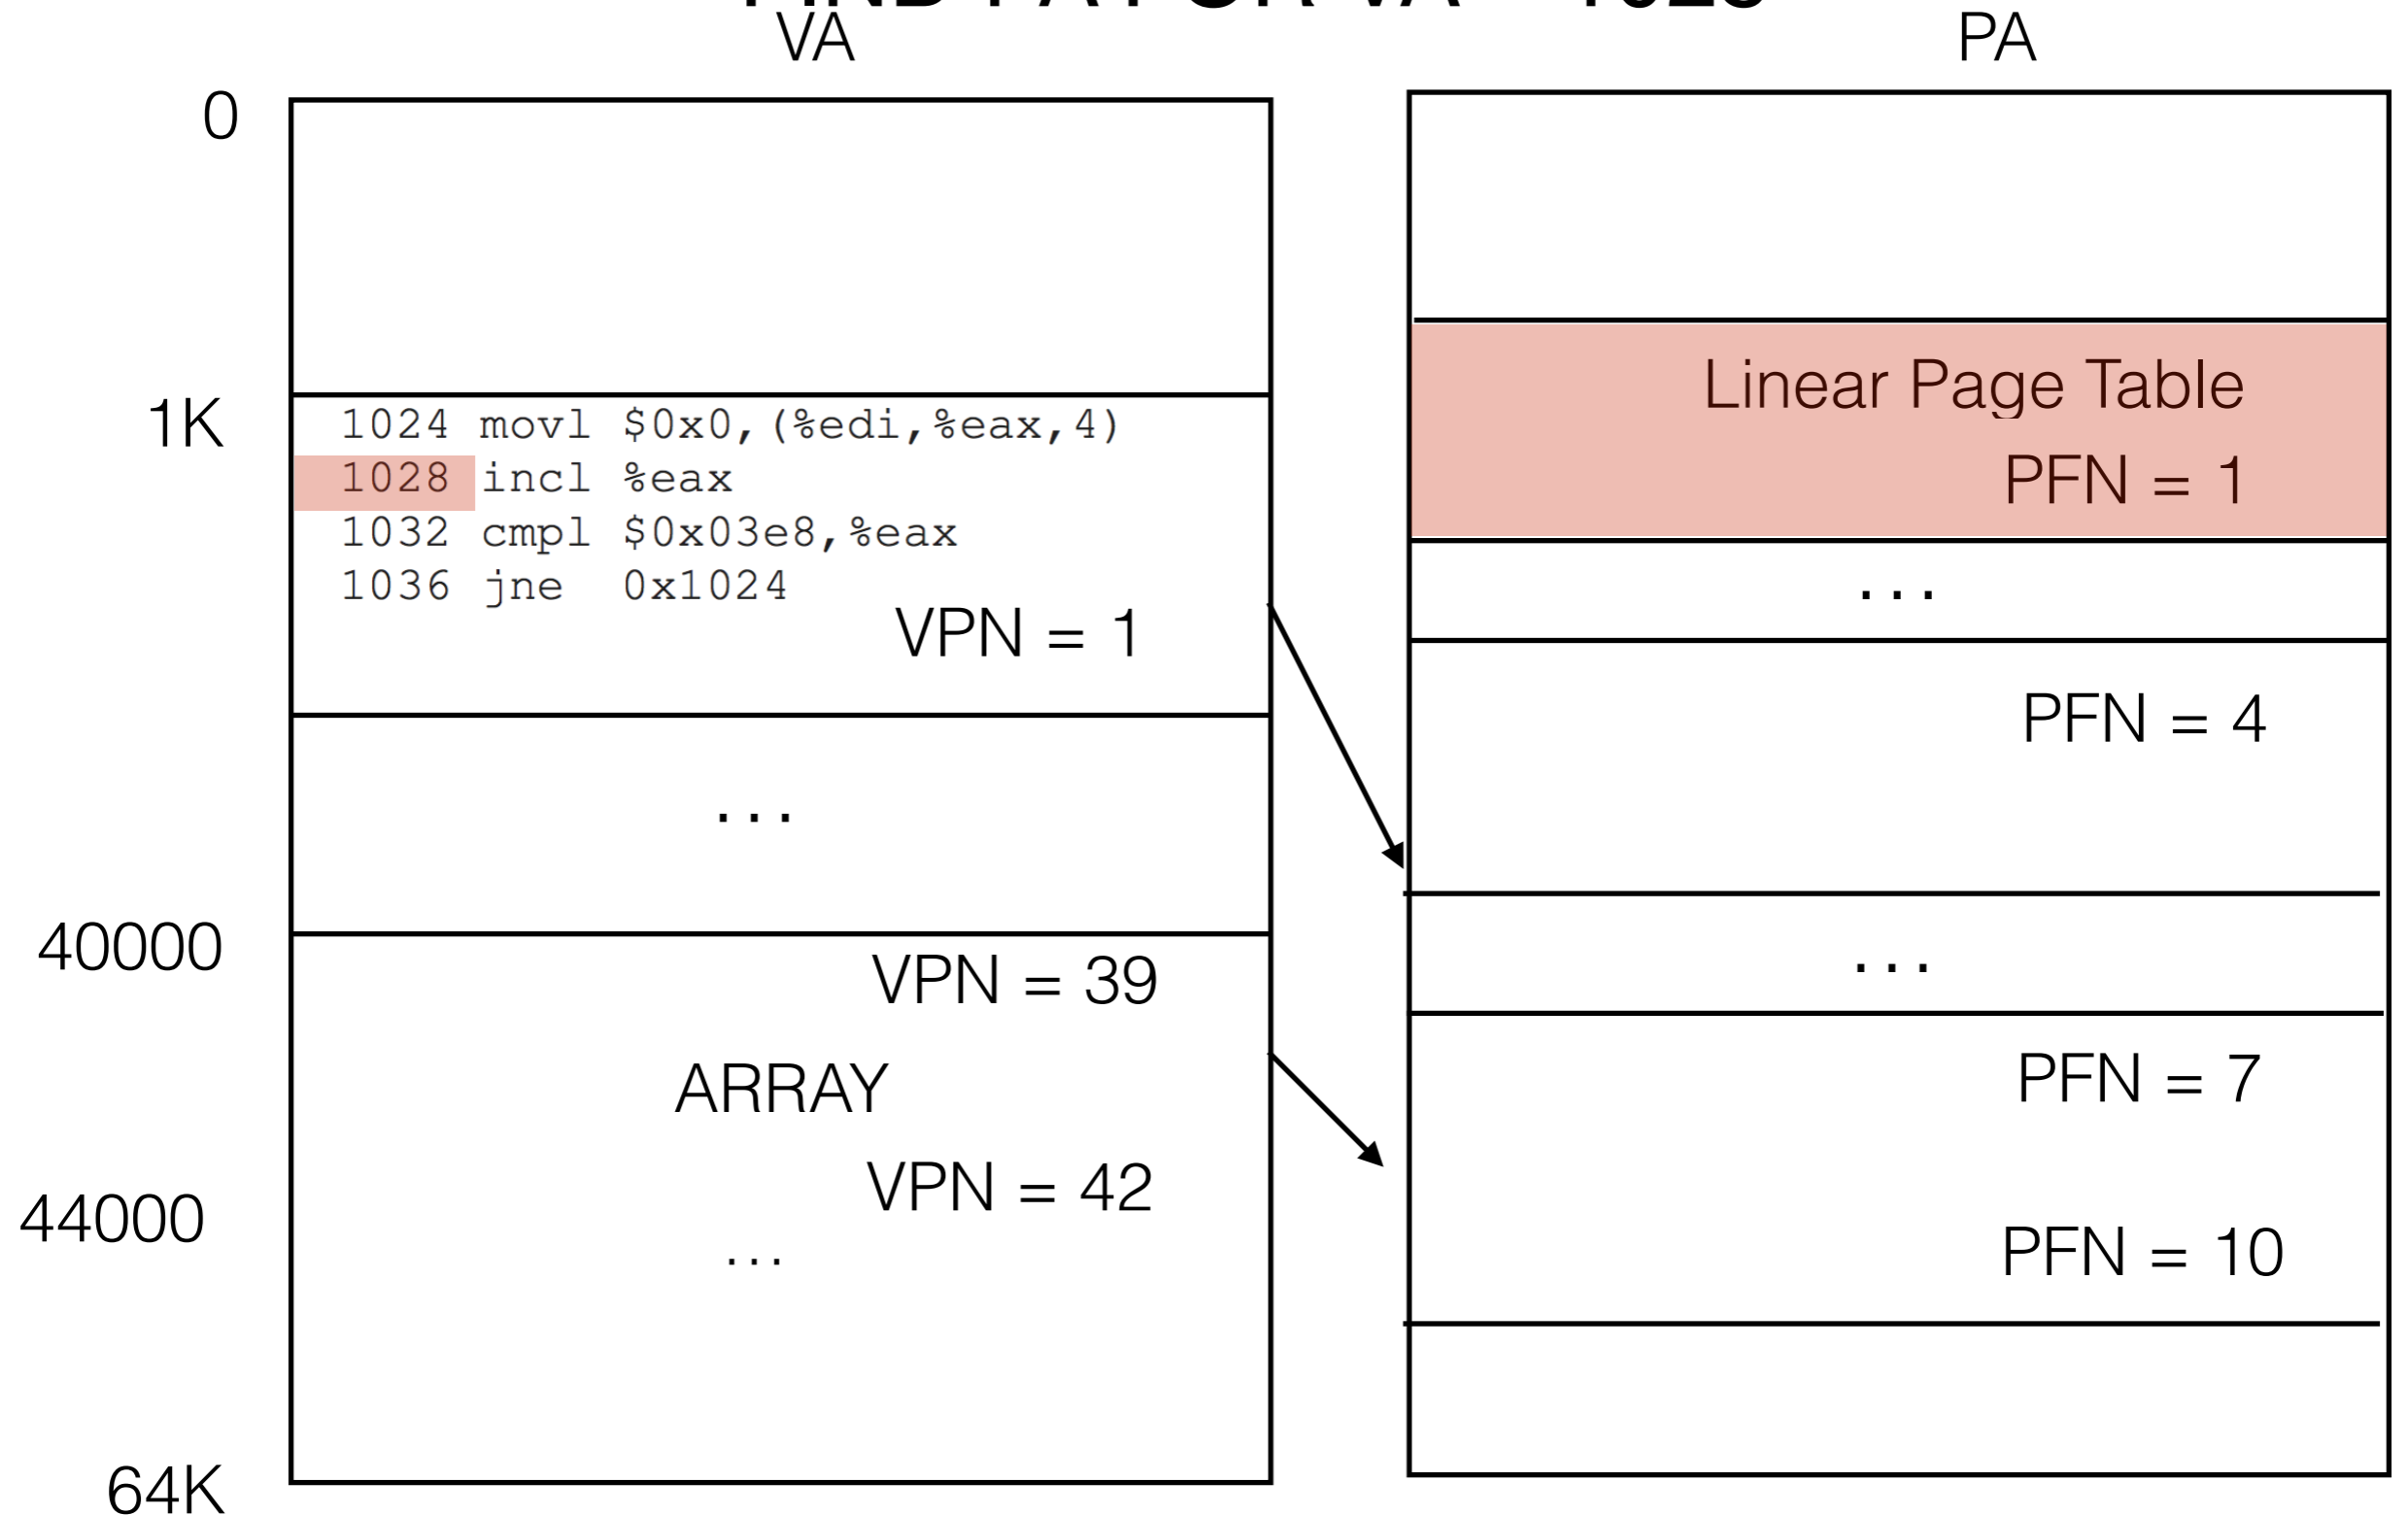 VA
PA
0
1K
1024 movl $0x0,(%edi,%eax,4)
1028 incl %eax
1032 cmpl $0x03e8,%eax
1036 jne 0x1024
VPN = 1
...
40000
VPN = 39
ARRAY
VPN = 42
44000
...
64K
Linear Page Table
PFN = 1
...
PFN = 4
...
PFN = 7
PFN = 10